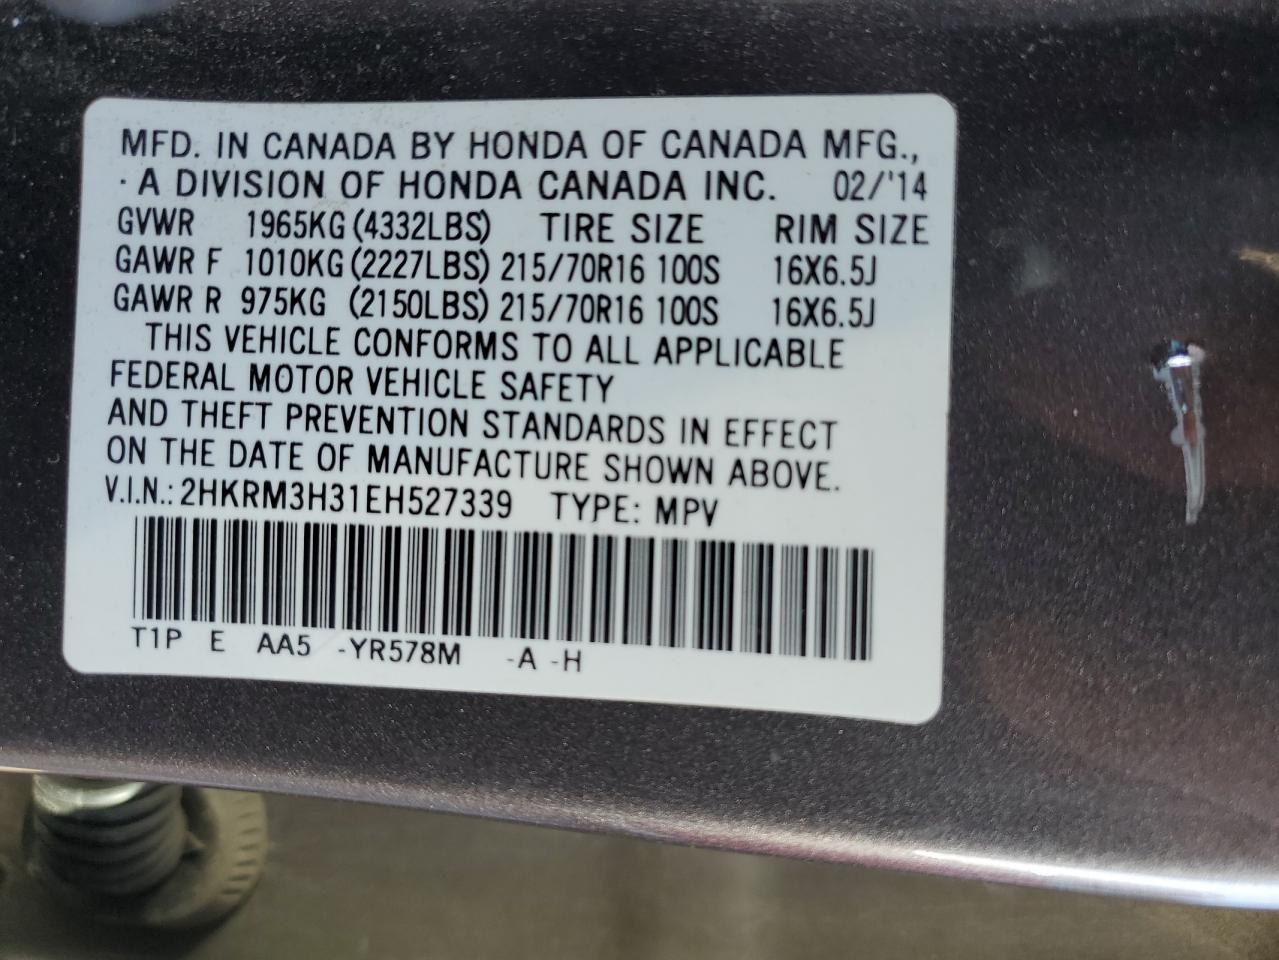 MFD. IN CANADA BY HONDA OF CANADA MFG.,
· A DIVISION OF HONDA CANADA INC. 02/'14
GVWR 1965KG (4332LBS) TIRE SIZE RIM SIZE
GAWR F 1010KG (2227LBS) 215/70R16 100S 16X6.5J
GAWR R 975KG (2150LBS) 215/70R16 100S 16X6.5J
THIS VEHICLE CONFORMS TO ALL APPLICABLE
FEDERAL MOTOR VEHICLE SAFETY
AND THEFT PREVENTION STANDARDS IN EFFECT
ON THE DATE OF MANUFACTURE SHOWN ABOVE.
V.I.N.: 2HKRM3H31EH527339 TYPE: MPV
T1P E AA5 -YR578M -A -H